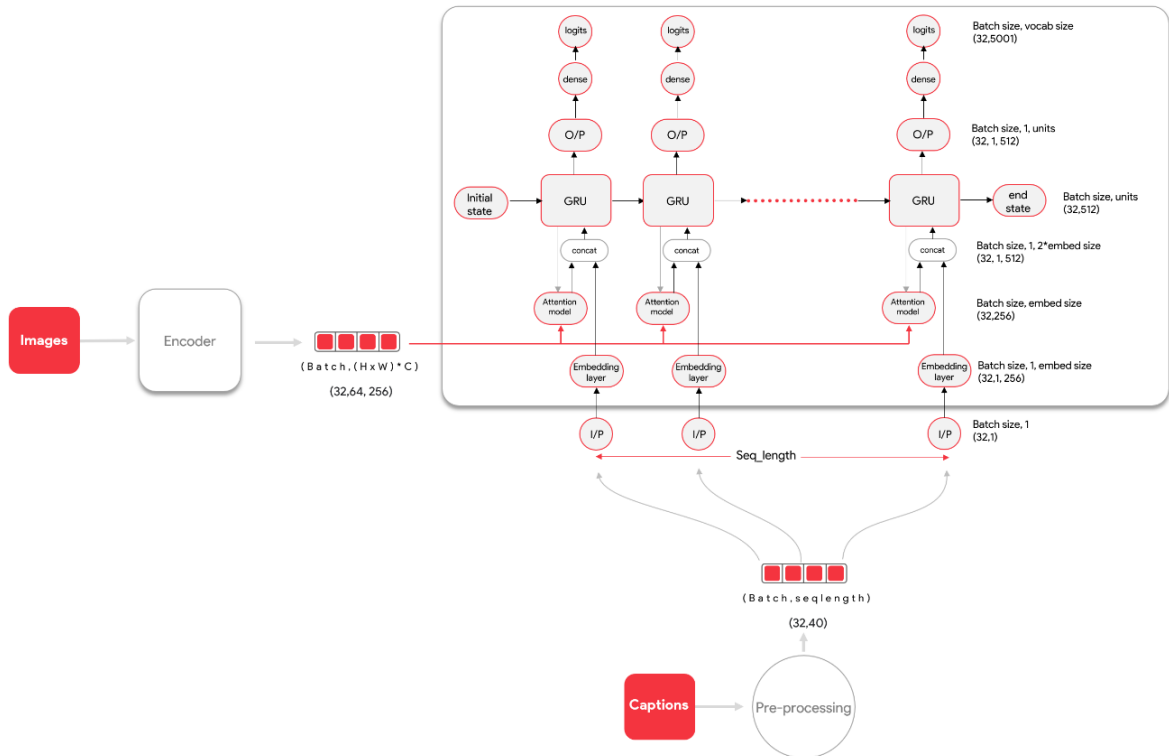 logits
logits
logits
Batch size, vocab size
(32,5001)
dense
dense
dense
O/P
O/P
O/P
Batch size, 1, units
(32, 1, 512)
Initial
state
GRU
GRU
GRU
end
state
Batch size, units
(32,512)
concat
concat
concat
Batch size, 1, 2*embed size
(32, 1, 512)
Attention
model
Attention
model
Attention
model
Batch size, embed size
(32,256)
Images
Encoder
(Batch,(HxW)*C)
(32,64, 256)
Embedding
layer
Embedding
layer
Embedding
layer
Batch size, 1, embed size
(32,1, 256)
I/P
I/P
I/P
Batch size, 1
(32,1)
Seq_length
(Batch,seqlength)
(32,40)
Captions
Pre-processing